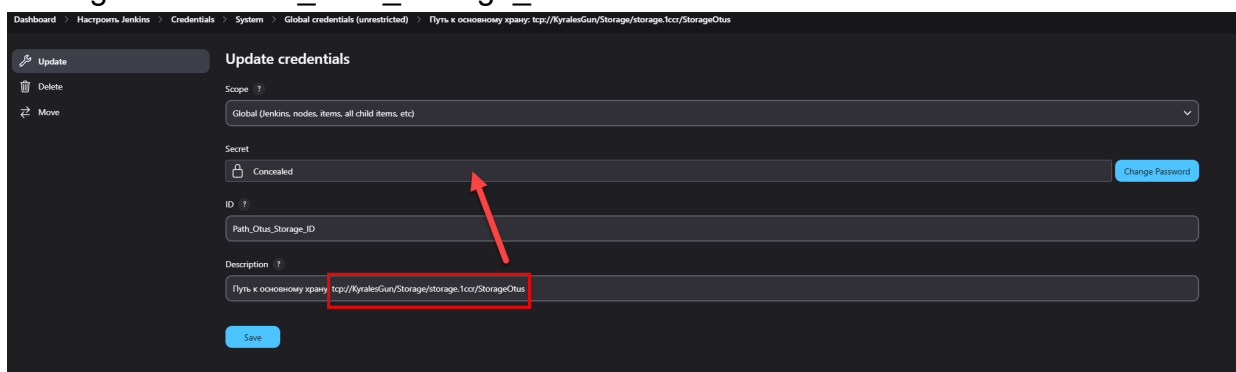 Dashboard > Настроить Jenkins > Credentials > System > Global credentials (unrestricted) > Путь к основному храну: tcp://KyralesGun/Storage/storage.1ccr/StorageOtus
Update
Delete
Move
Update credentials
Scope ?
Global (Jenkins, nodes, items, all child items, etc)
Secret
Concealed
Change Password
ID ?
Path_Otus_Storage_ID
Description ?
Путь к основному храну: tcp://KyralesGun/Storage/storage.1ccr/StorageOtus
Save